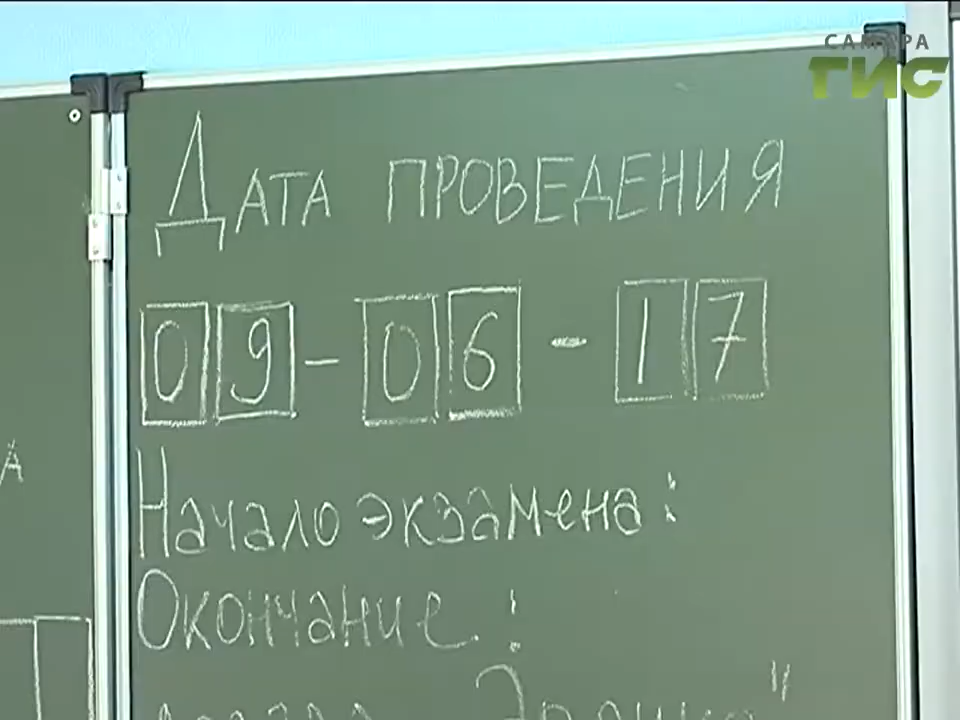 САМАРА
ГИС
ДАТА ПРОВЕДЕНИЯ
09 - 06 - 17
Начало экзамена:
Окончание :
А